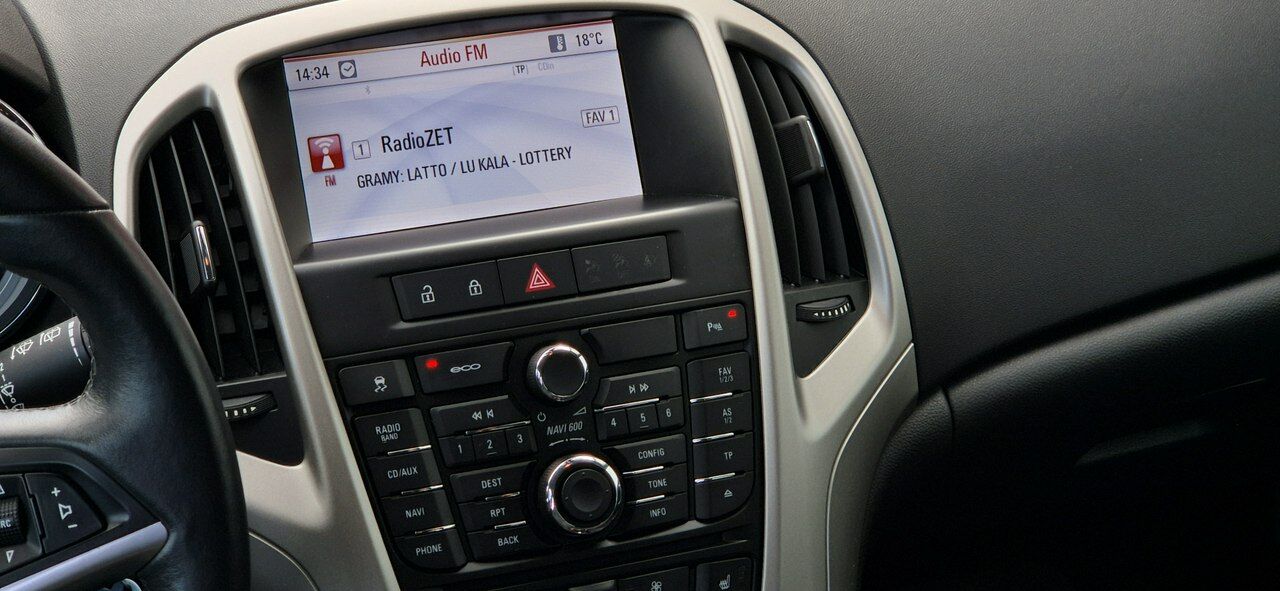 14:34 Audio FM 18°C
[TP] CDin
FAV 1
1 RadioZET
FM GRAMY: LATTO / LU KALA - LOTTERY
eco
P
FAV
1/2/3
RADIO
BAND
1 2 3
NAVI 600
4 5 6
AS
1/2
CD/AUX
DEST
CONFIG
TP
NAVI
RPT
TONE
PHONE
BACK
INFO
RC